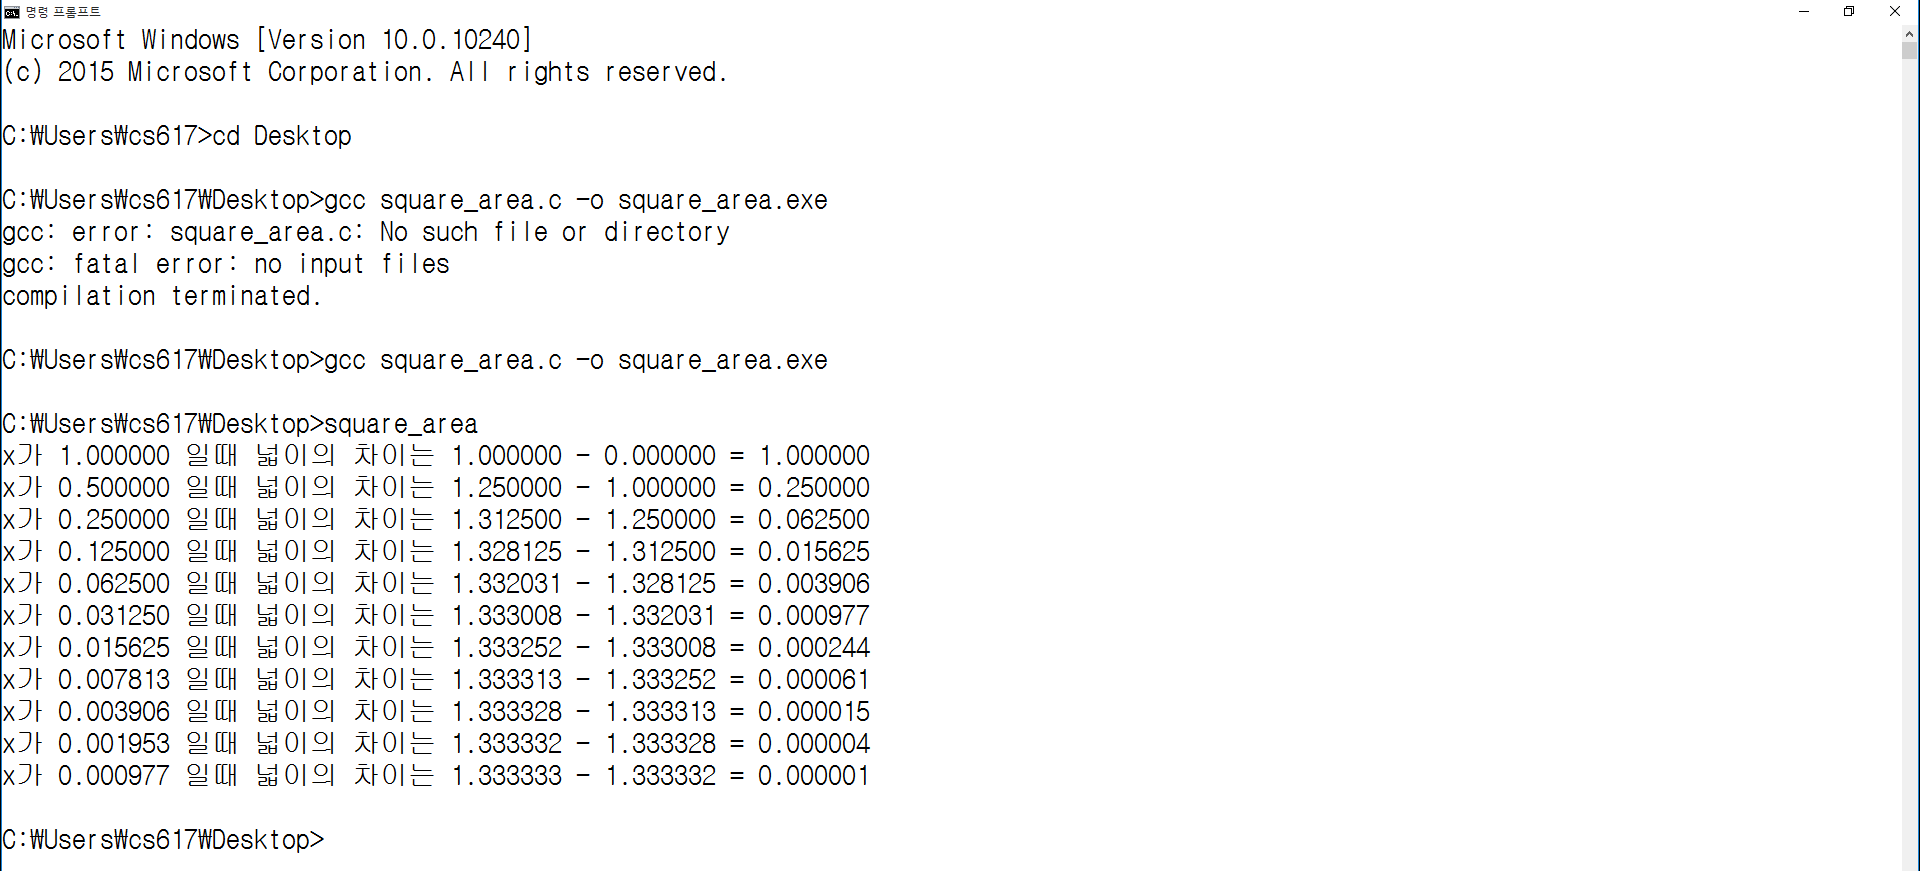 명령 프롬프트
Microsoft Windows [Version 10.0.10240]
(c) 2015 Microsoft Corporation. All rights reserved.
C:₩Users₩cs617>cd Desktop
C:₩Users₩cs617₩Desktop>gcc square_area.c -o square_area.exe
gcc: error: square_area.c: No such file or directory
gcc: fatal error: no input files
compilation terminated.
C:₩Users₩cs617₩Desktop>gcc square_area.c -o square_area.exe
C:₩Users₩cs617₩Desktop>square_area
x가 1.000000 일때 넓이의 차이는 1.000000 - 0.000000 = 1.000000
x가 0.500000 일때 넓이의 차이는 1.250000 - 1.000000 = 0.250000
x가 0.250000 일때 넓이의 차이는 1.312500 - 1.250000 = 0.062500
x가 0.125000 일때 넓이의 차이는 1.328125 - 1.312500 = 0.015625
x가 0.062500 일때 넓이의 차이는 1.332031 - 1.328125 = 0.003906
x가 0.031250 일때 넓이의 차이는 1.333008 - 1.332031 = 0.000977
x가 0.015625 일때 넓이의 차이는 1.333252 - 1.333008 = 0.000244
x가 0.007813 일때 넓이의 차이는 1.333313 - 1.333252 = 0.000061
x가 0.003906 일때 넓이의 차이는 1.333328 - 1.333313 = 0.000015
x가 0.001953 일때 넓이의 차이는 1.333332 - 1.333328 = 0.000004
x가 0.000977 일때 넓이의 차이는 1.333333 - 1.333332 = 0.000001
C:₩Users₩cs617₩Desktop>